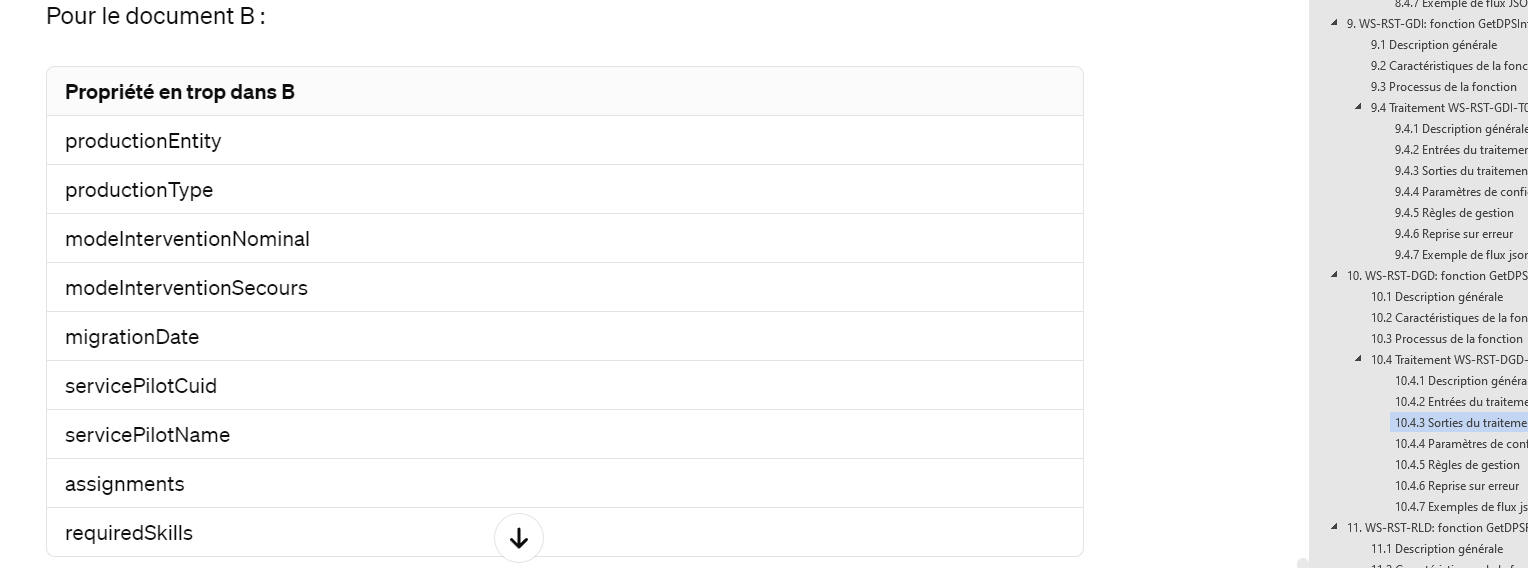 Pour le document B :
Propriété en trop dans B
productionEntity
productionType
modeInterventionNominal
modeInterventionSecours
migrationDate
servicePilotCuid
servicePilotName
assignments
requiredSkills
8.4.7 Exemple de flux JSO
9. WS-RST-GDI: fonction GetDPSInt
9.1 Description générale
9.2 Caractéristiques de la fonc
9.3 Processus de la fonction
9.4 Traitement WS-RST-GDI-T0
9.4.1 Description générale
9.4.2 Entrées du traitemen
9.4.3 Sorties du traitemen
9.4.4 Paramètres de confi
9.4.5 Règles de gestion
9.4.6 Reprise sur erreur
9.4.7 Exemple de flux json
10. WS-RST-DGD: fonction GetDPS
10.1 Description générale
10.2 Caractéristiques de la fon
10.3 Processus de la fonction
10.4 Traitement WS-RST-DGD-
10.4.1 Description généra
10.4.2 Entrées du traiteme
10.4.3 Sorties du traiteme
10.4.4 Paramètres de conf
10.4.5 Règles de gestion
10.4.6 Reprise sur erreur
10.4.7 Exemples de flux js
11. WS-RST-RLD: fonction GetDPSF
11.1 Description générale